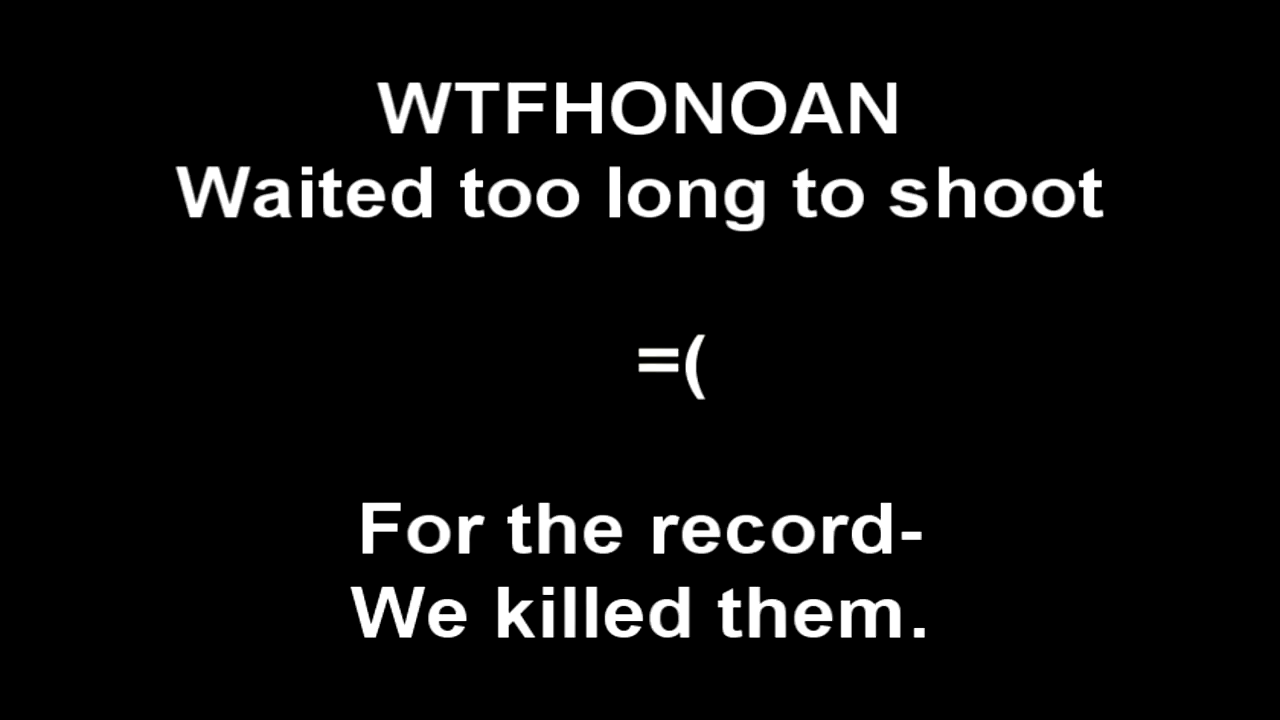 WTFHONOAN
Waited too long to shoot
=(
For the record-
We killed them.